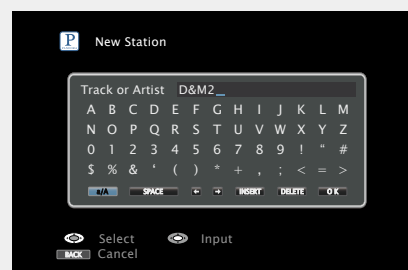 P New Station
Track or Artist D&M2_
A B C D E F G H I J K L M
N O P Q R S T U V W X Y Z
0 1 2 3 4 5 6 7 8 9 ! “ #
$ % & ‘ ( ) * + , ; < = >
a/A SPACE ← → INSERT DELETE OK
Select Input
BACK Cancel